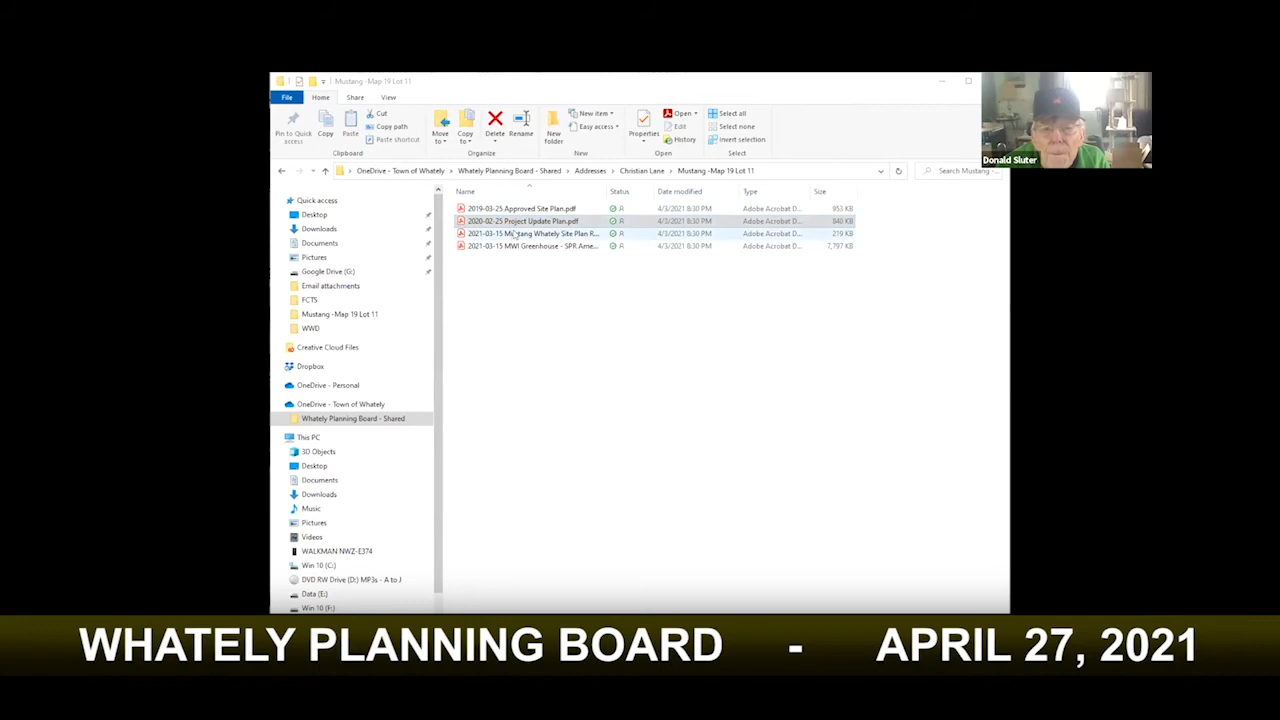 Mustang -Map 19 Lot 11
File Home Share View
Pin to Quick access
Copy
Paste
Cut
Copy path
Paste shortcut
Clipboard
Move to
Copy to
Delete
Rename
Organize
New folder
New item
Easy access
New
Properties
Open
Edit
History
Open
Select all
Select none
Invert selection
Select
Donald Sluter
OneDrive - Town of Whately > Whately Planning Board - Shared > Addresses > Christian Lane > Mustang -Map 19 Lot 11
Search Mustang -...
Name Status Date modified Type Size
2019-03-25 Approved Site Plan.pdf R 4/3/2021 8:30 PM Adobe Acrobat D... 953 KB
2020-02-25 Project Update Plan.pdf R 4/3/2021 8:30 PM Adobe Acrobat D... 840 KB
2021-03-15 Mustang Whately Site Plan R... R 4/3/2021 8:30 PM Adobe Acrobat D... 219 KB
2021-03-15 MWI Greenhouse - SPR Ame... R 4/3/2021 8:30 PM Adobe Acrobat D... 7,797 KB
Quick access
Desktop
Downloads
Documents
Pictures
Google Drive (G:)
Email attachments
FCTS
Mustang -Map 19 Lot 11
WWD
Creative Cloud Files
Dropbox
OneDrive - Personal
OneDrive - Town of Whately
Whately Planning Board - Shared
This PC
3D Objects
Desktop
Documents
Downloads
Music
Pictures
Videos
WALKMAN NWZ-E374
Win 10 (C:)
DVD RW Drive (D:) MP3s - A to J
Data (E:)
Win 10 (F:)
WHATELY PLANNING BOARD - APRIL 27, 2021